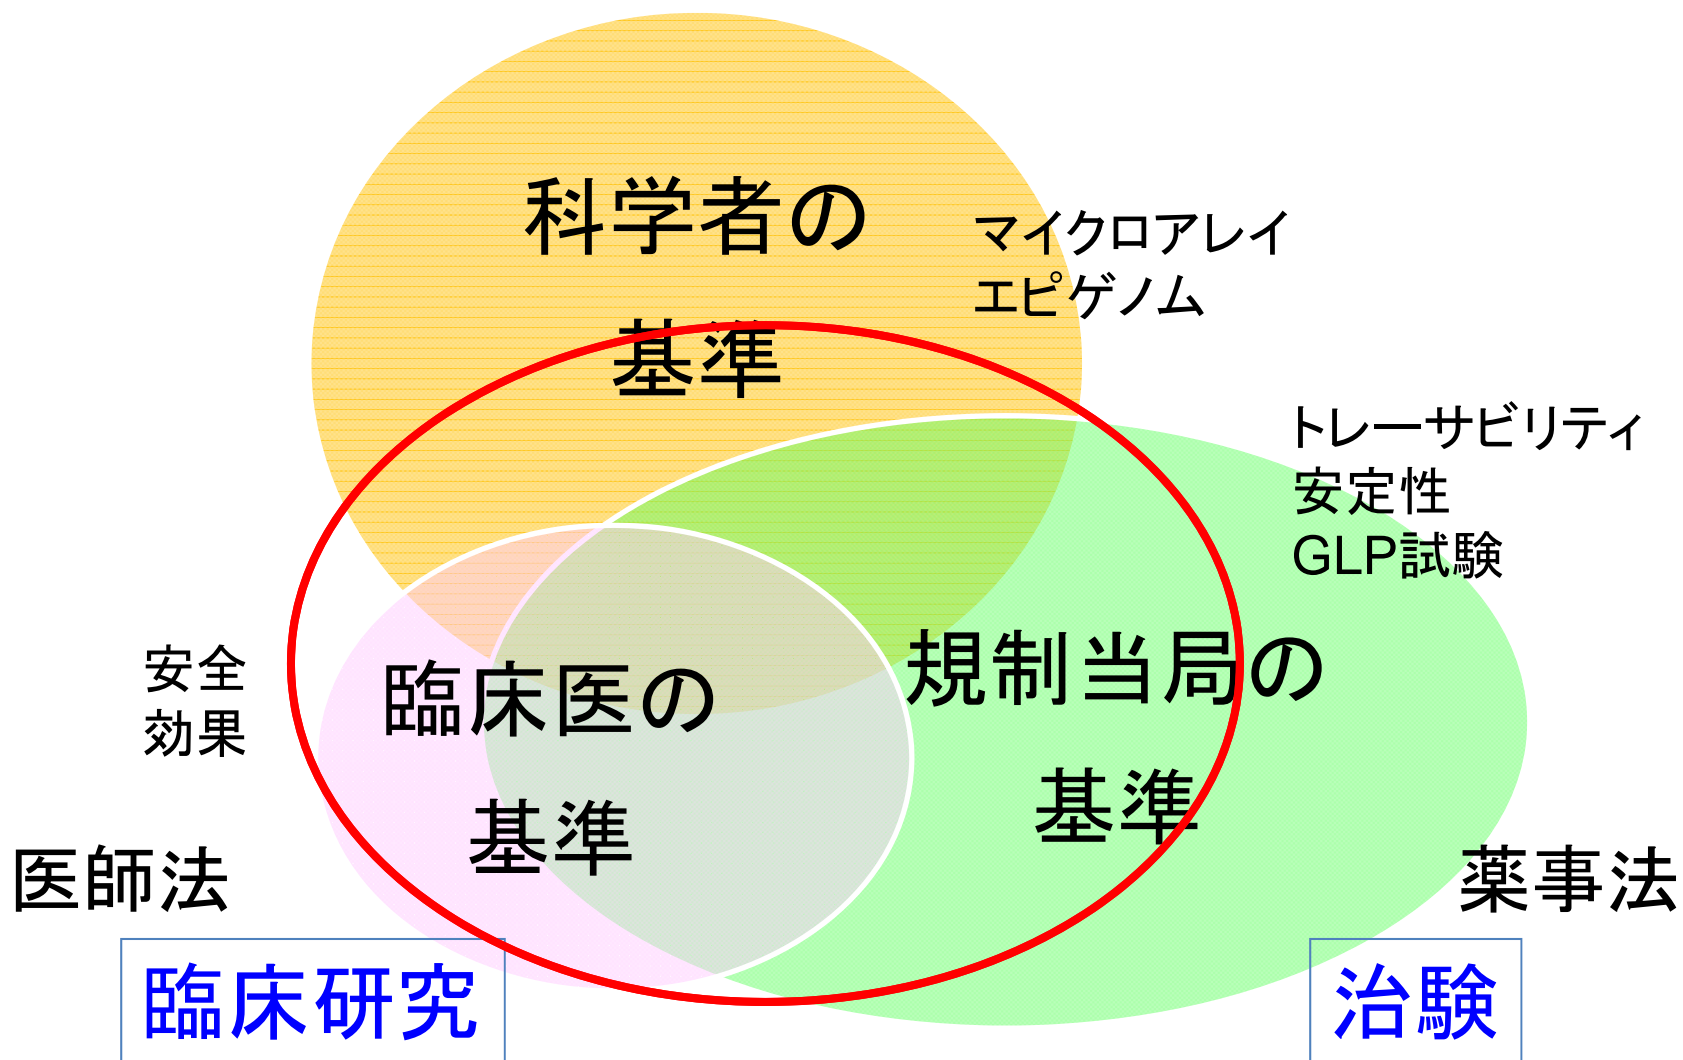 科学者の
基準
マイクロアレイ
エピゲノム
トレーサビリティ
安定性
GLP試験
規制当局の
基準
安全
効果
臨床医の
基準
医師法
薬事法
臨床研究
治験